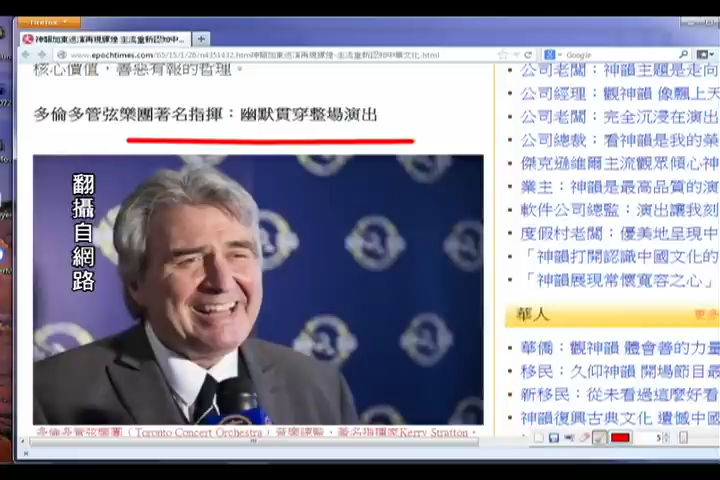 Firefox
神韻加東巡演再現輝煌 主流重新認知中...
www.epochtimes.com
Google
核心價值,善惡有報的哲理。
多倫多管弦樂團著名指揮:幽默貫穿整場演出
翻攝自網路
多倫多管弦樂團(Toronto Concert Orchestra)音樂總監、著名指揮家Kerry Stratton。
公司老闆:神韻主題是走向
公司經理:觀神韻 像飄上天
公司老闆:完全沉浸在演出
公司總裁:看神韻是我的榮
傑克遜維爾主流觀眾傾心神
業主:神韻是最高品質的演
軟件公司總監:演出讓我刻
度假村老闆:優美地呈現中
「神韻打開認識中國文化的
「神韻展現常懷寬容之心」
華人
更多
華僑:觀神韻 體會善的力量
移民:久仰神韻 開場節目最
新移民:從未看過這麼好看
神韻復興古典文化 遺憾中國